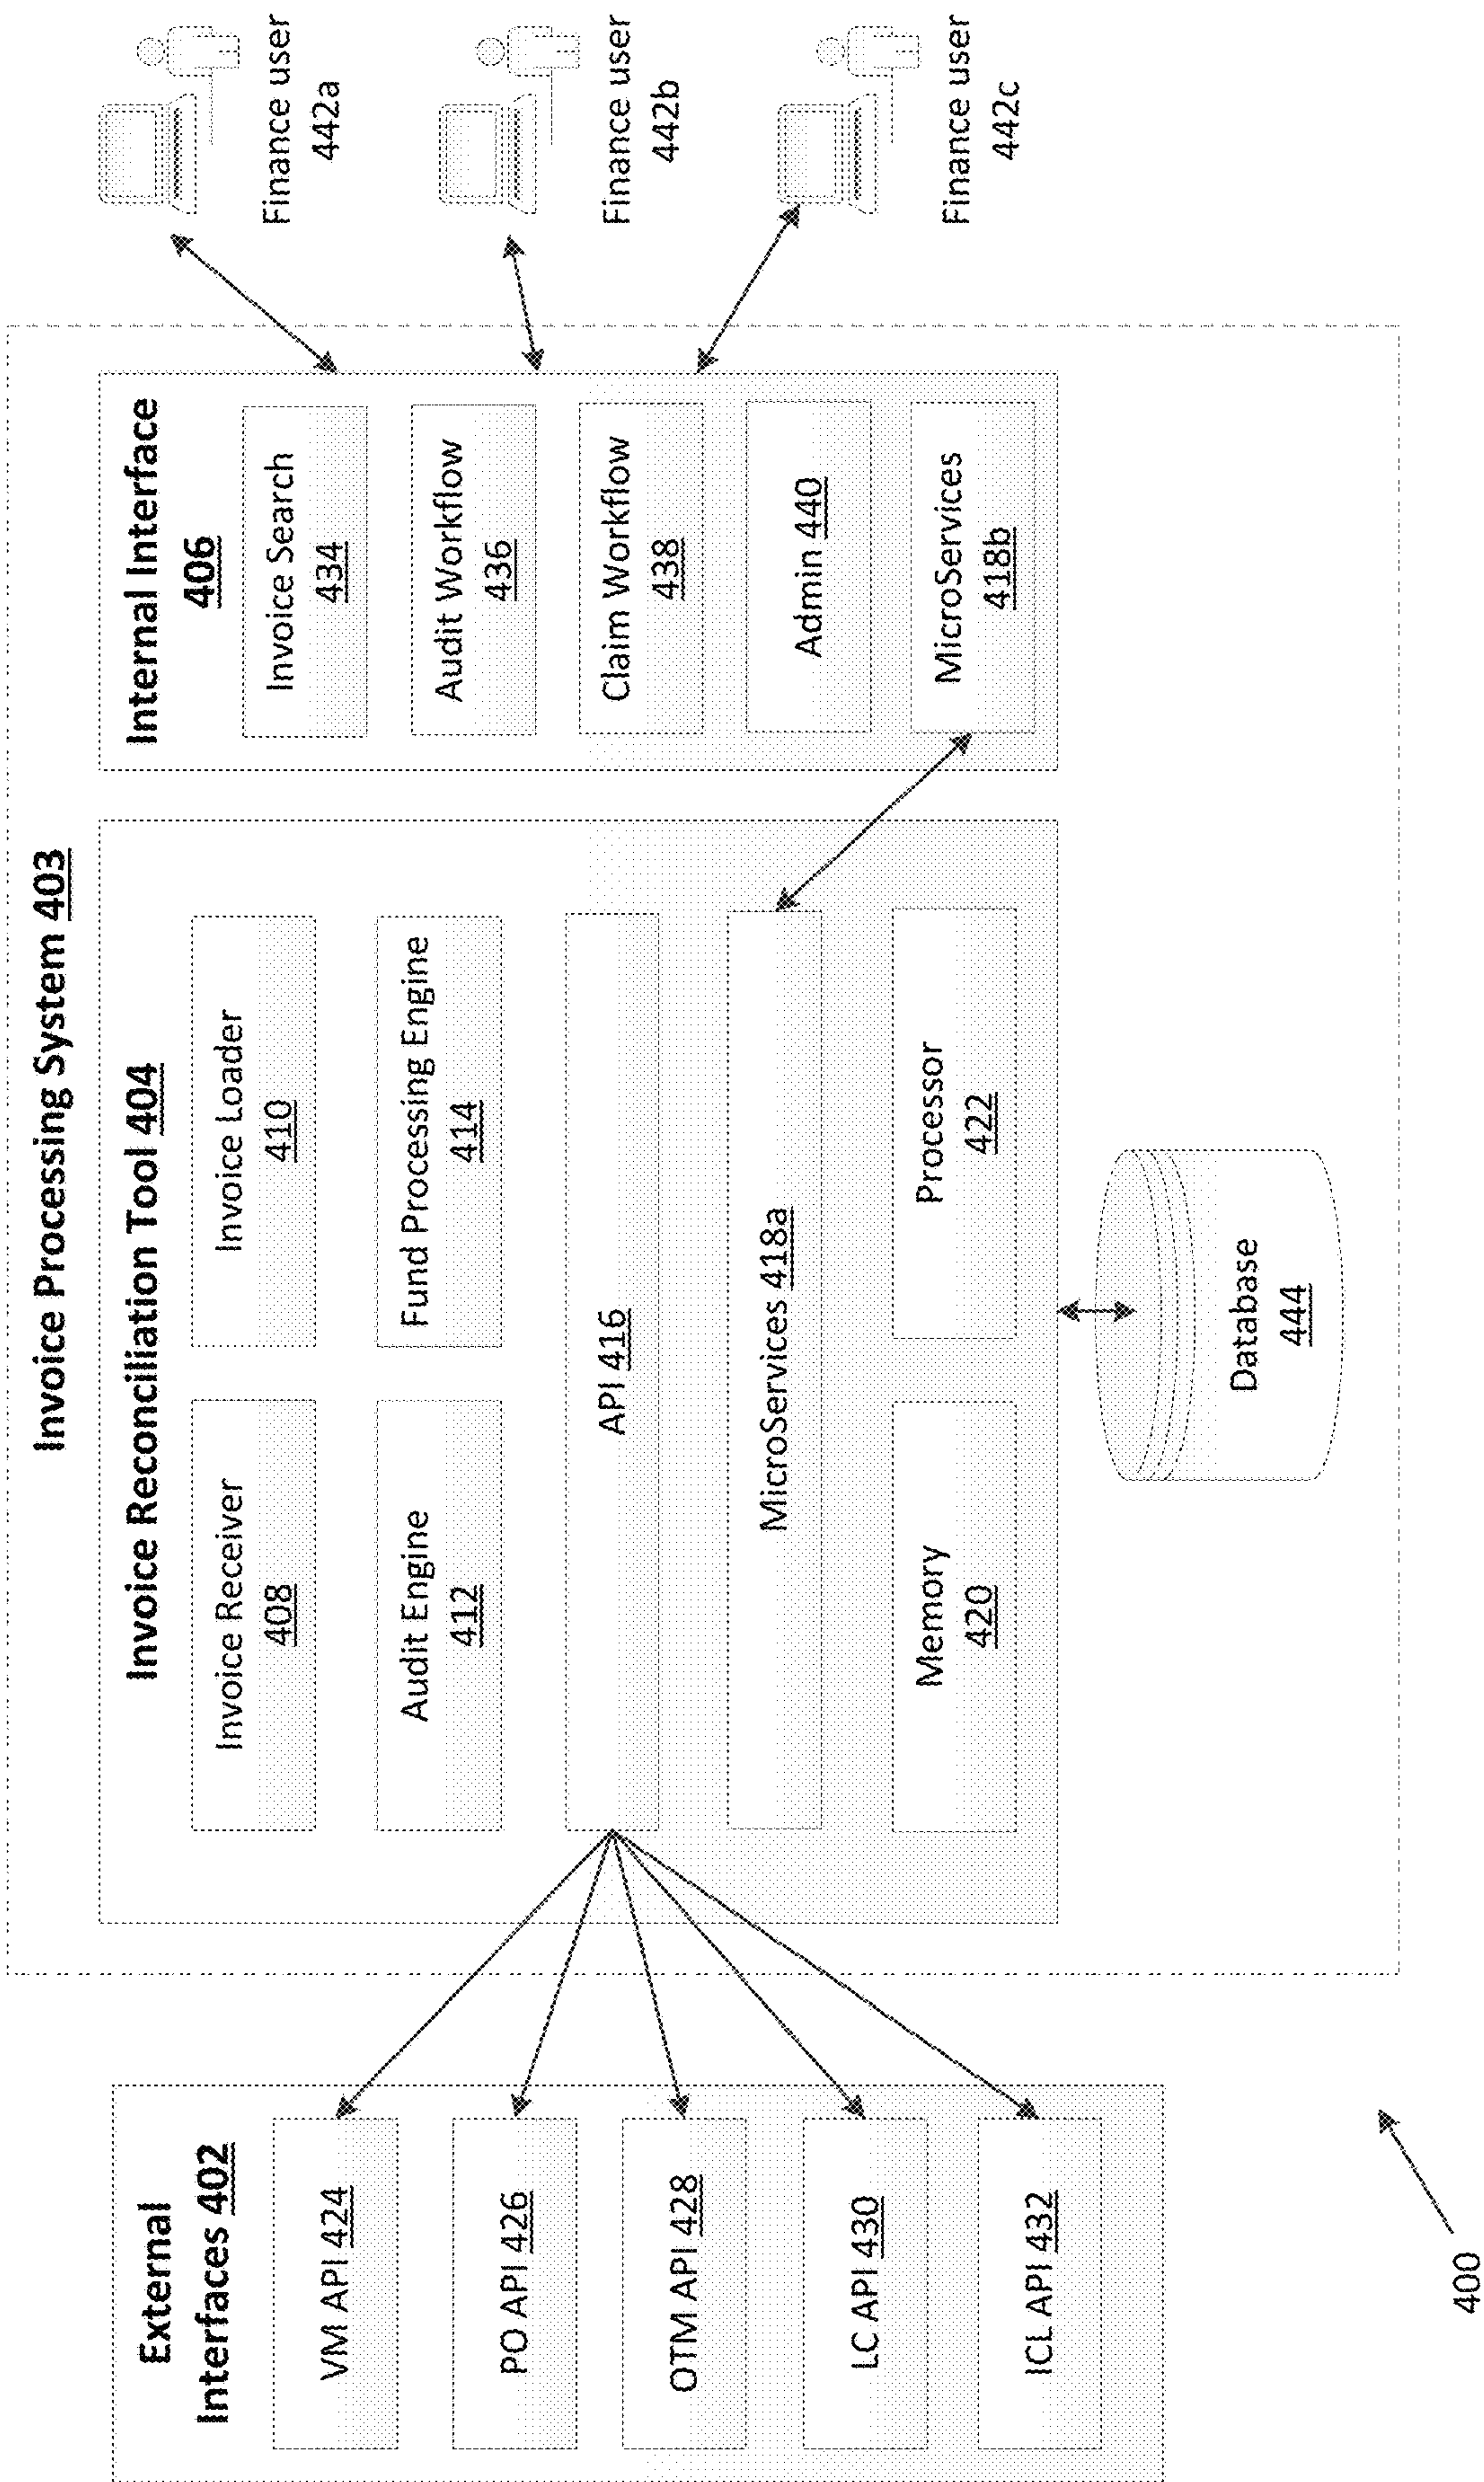 Invoice Processing System 403
External
Interfaces 402
VM API 424
PO API 426
OTM API 428
LC API 430
ICL API 432
Invoice Reconciliation Tool 404
Invoice Receiver
408
Invoice Loader
410
Audit Engine
412
Fund Processing Engine
414
API 416
MicroServices 418a
Memory
420
Processor
422
Database
444
Internal Interface
406
Invoice Search
434
Audit Workflow
436
Claim Workflow
438
Admin 440
MicroServices
418b
Finance user
442a
Finance user
442b
Finance user
442c
400